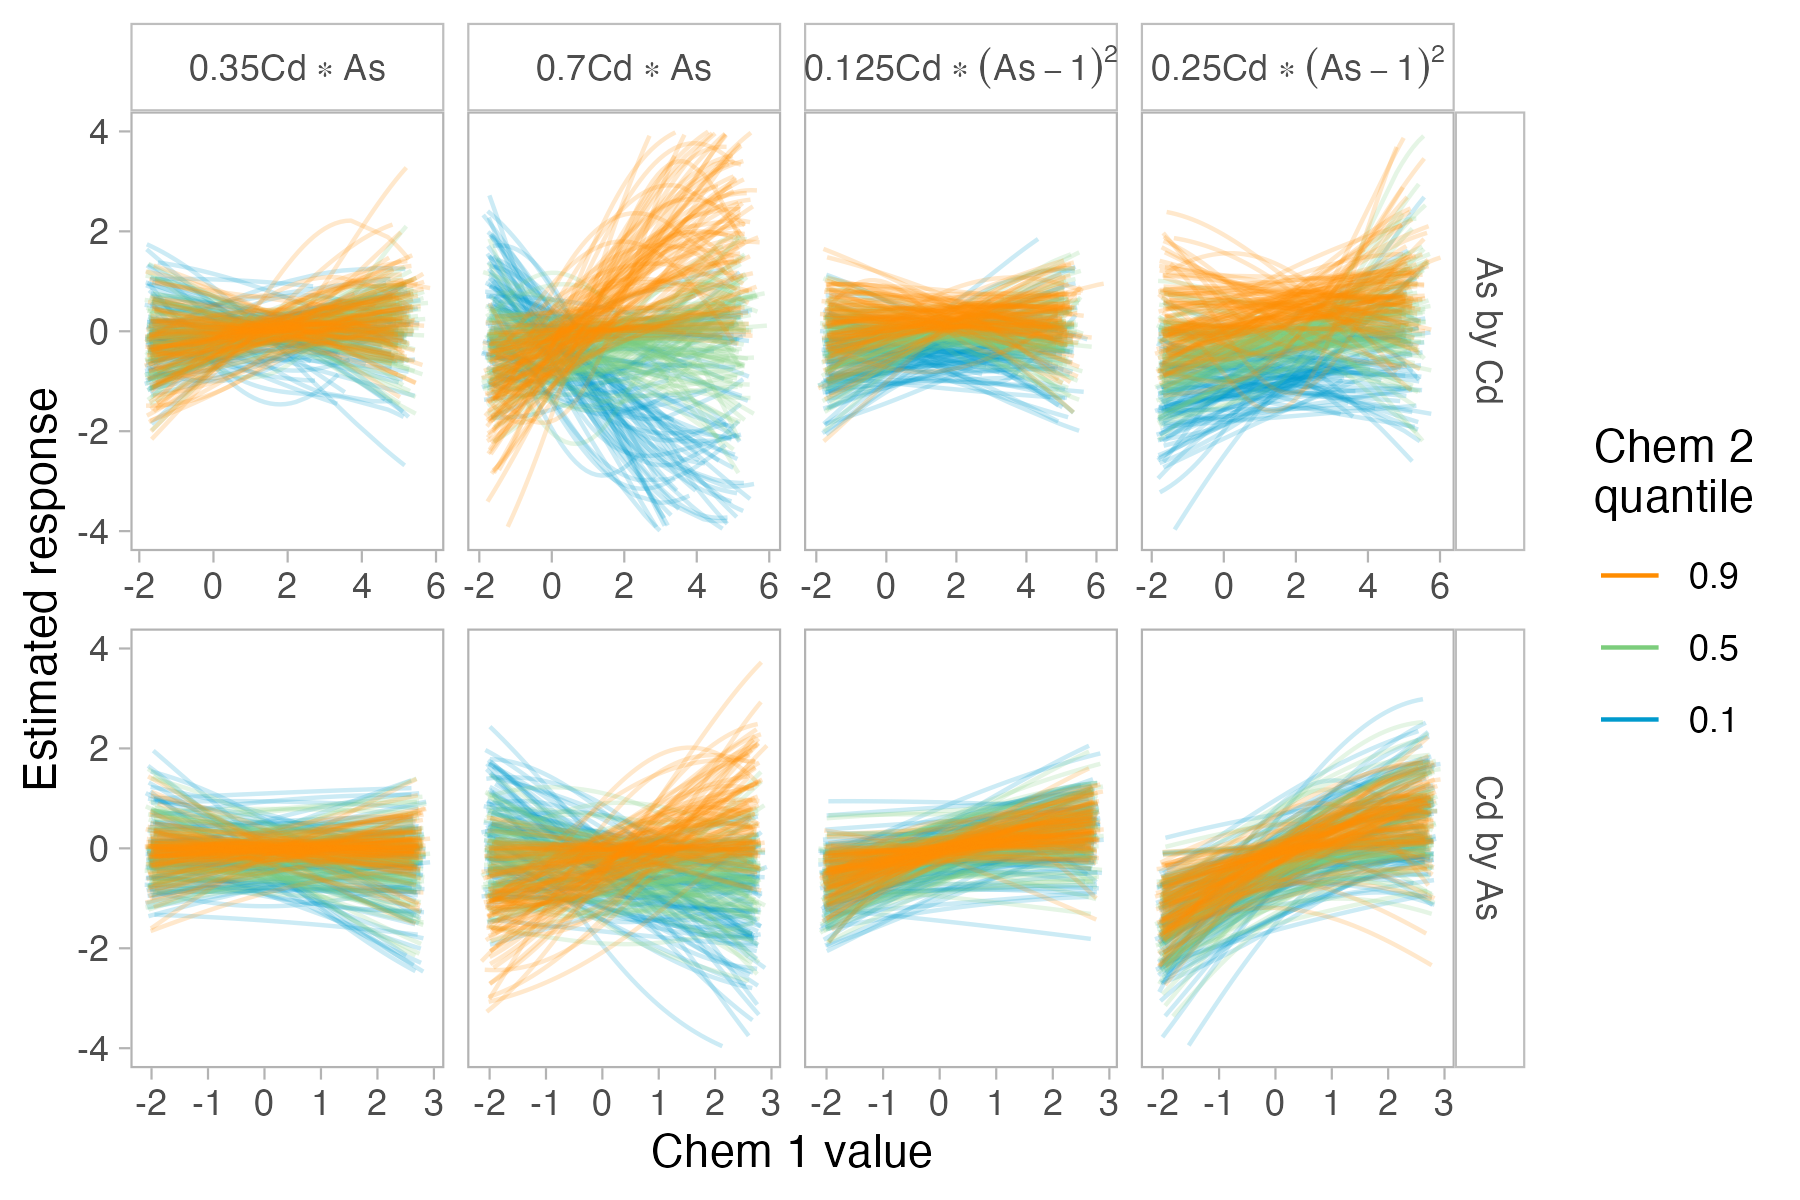 0.35Cd ∗ As
0.7Cd ∗ As
0.125Cd ∗ (As − 1)²
0.25Cd ∗ (As − 1)²
4
2
0
-2
-4
-2 0 2 4 6
-2 0 2 4 6
-2 0 2 4 6
-2 0 2 4 6
As by Cd
4
2
0
-2
-4
-2 -1 0 1 2 3
-2 -1 0 1 2 3
-2 -1 0 1 2 3
-2 -1 0 1 2 3
Cd by As
Estimated response
Chem 1 value
Chem 2
quantile
0.9
0.5
0.1